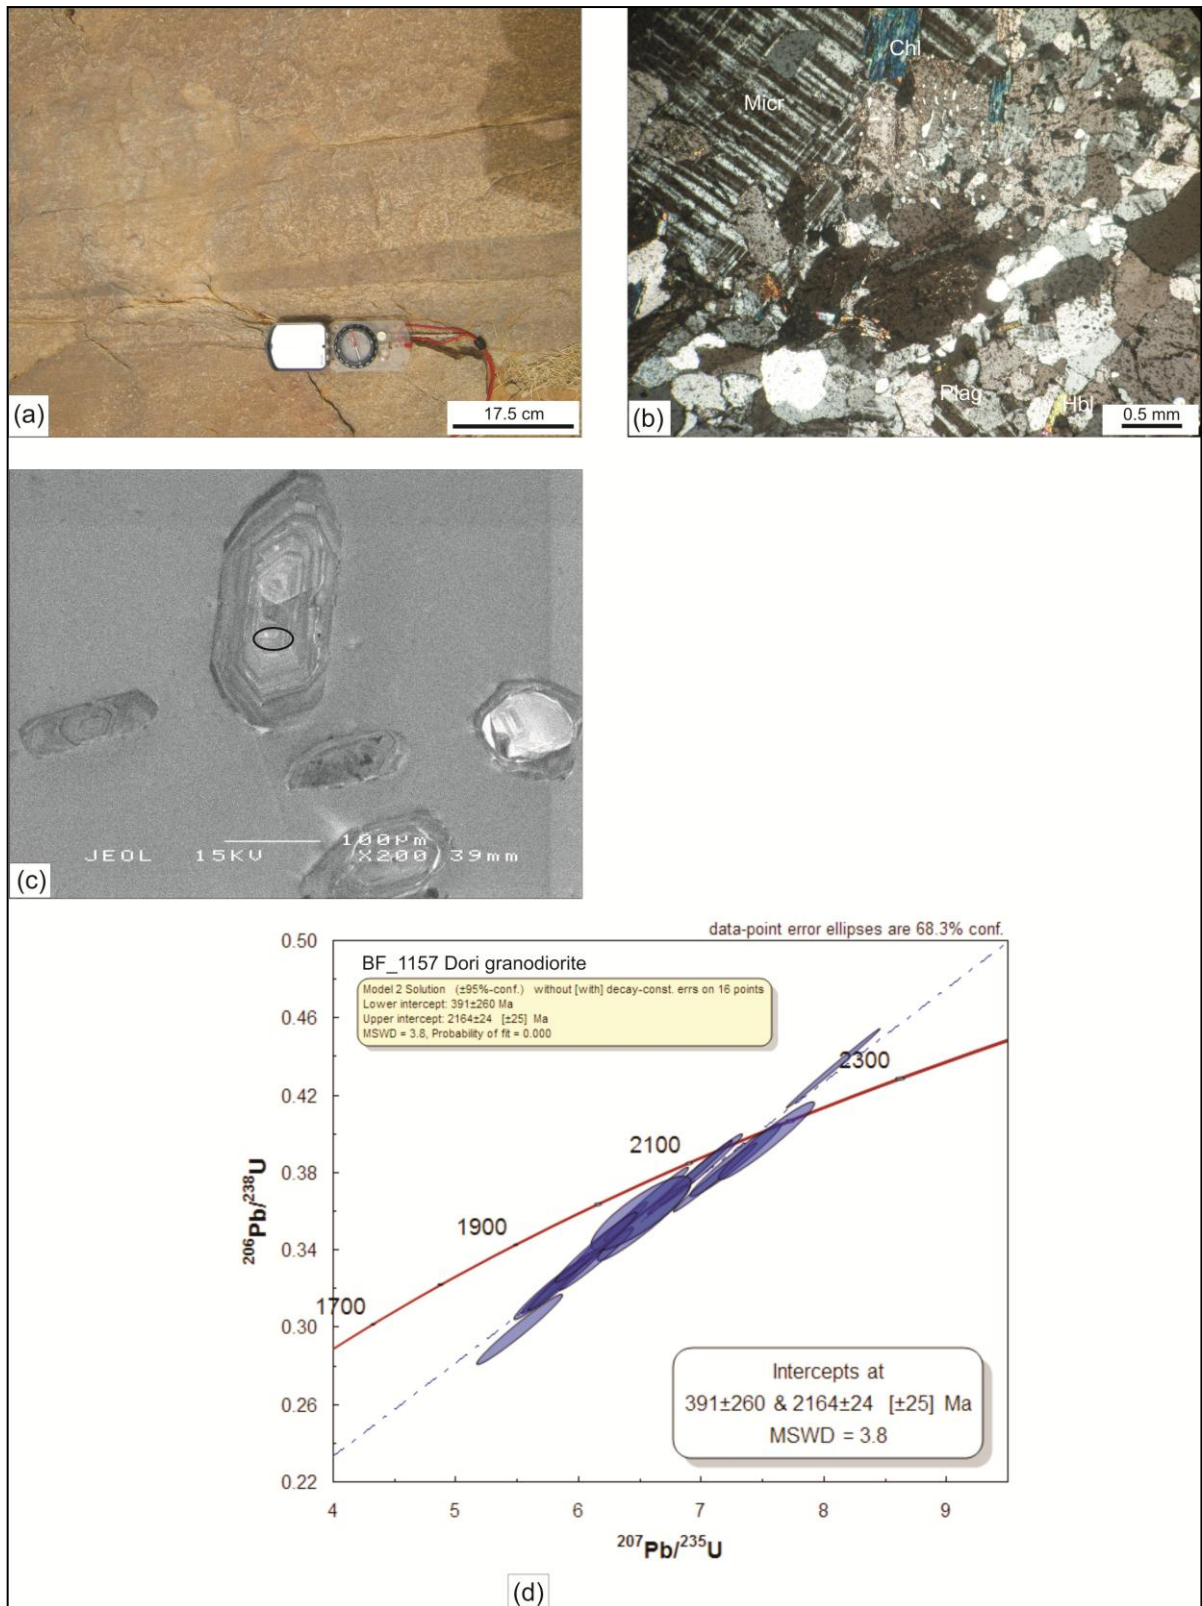 (a)
17.5 cm
Chl
Micr
Plag
Hbl
(b)
0.5 mm
100µm
JEOL 15KV X200 39mm
(c)
data-point error ellipses are 68.3% conf.
BF_1157 Dori granodiorite
Model 2 Solution (±95%-conf.) without [with] decay-const. errs on 16 points
Lower intercept: 391±260 Ma
Upper intercept: 2164±24 [±25] Ma
MSWD = 3.8, Probability of fit = 0.000
0.50
0.46
0.42
0.38
0.34
0.30
0.26
0.22
206Pb/238U
2300
2100
1900
1700
Intercepts at
391±260 & 2164±24 [±25] Ma
MSWD = 3.8
4 5 6 7 8 9
207Pb/235U
(d)